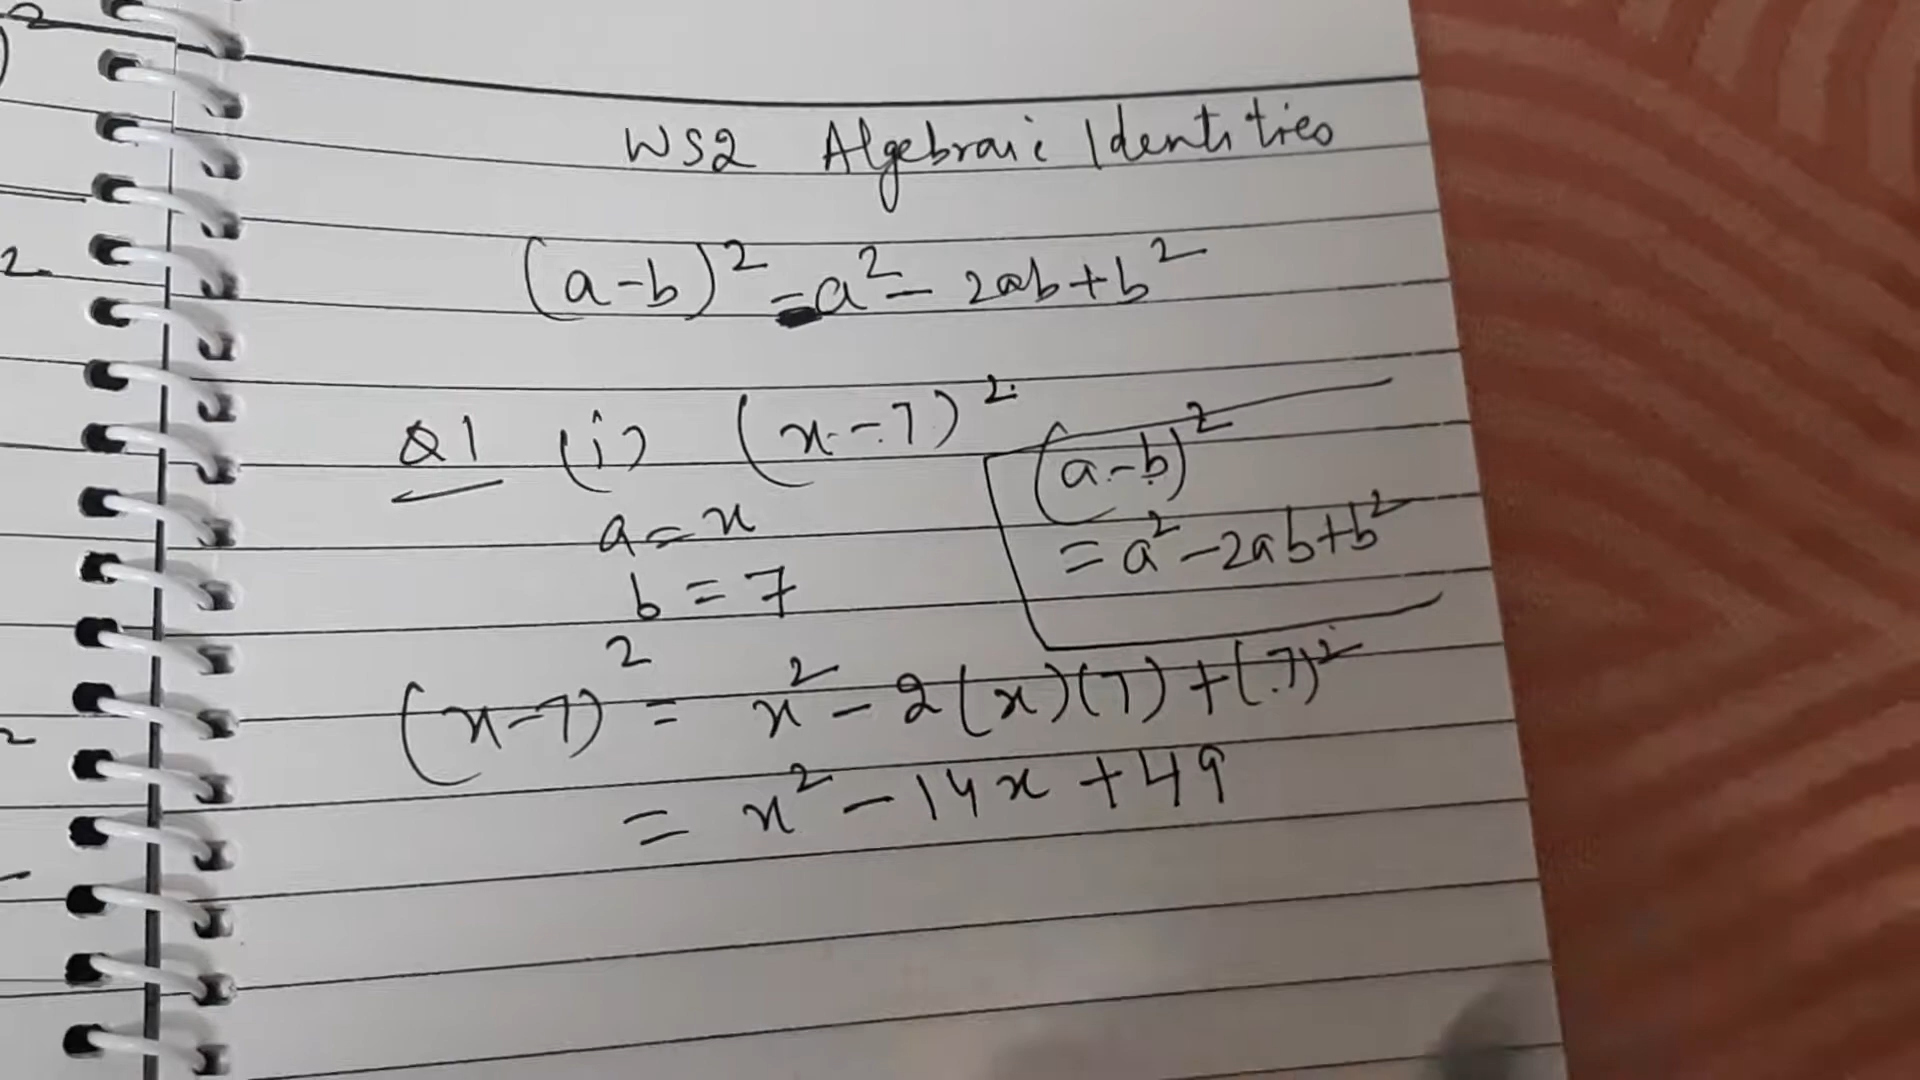 WS2 Algebraic Identities
(a-b)² = a² - 2ab + b²
Q1 (i) (x-7)²
a = x
b = 7
(a-b)²
= a² - 2ab + b²
(x-7)² = x² - 2(x)(7) + (7)²
= x² - 14x + 49